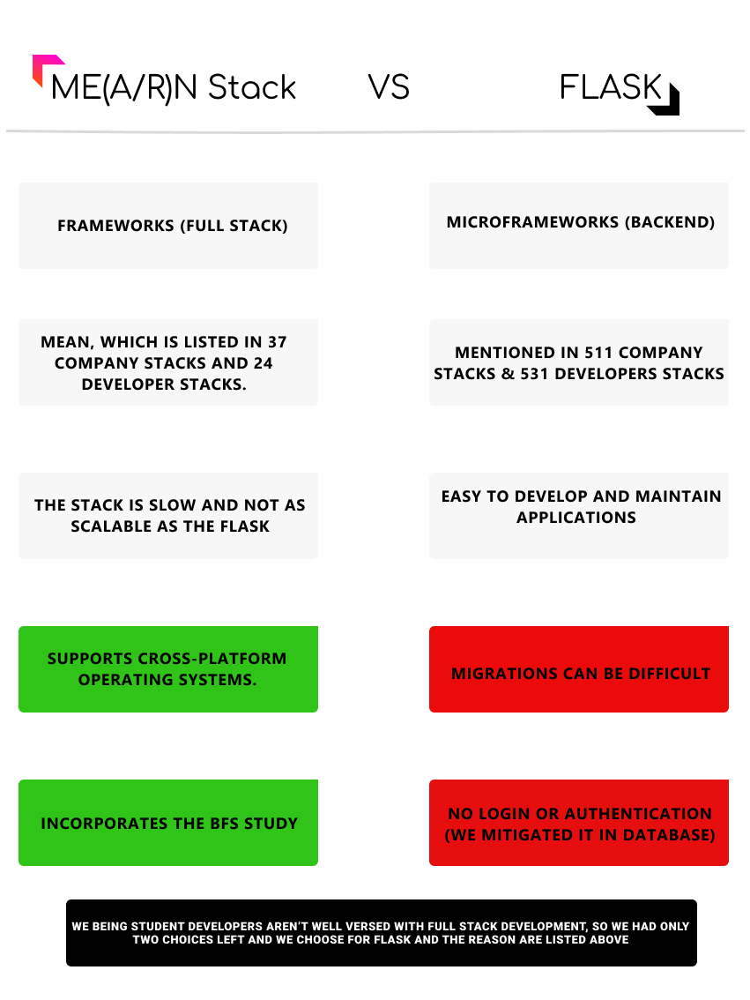 ME(A/R)N Stack VS FLASK
FRAMEWORKS (FULL STACK)
MICROFRAMEWORKS (BACKEND)
MEAN, WHICH IS LISTED IN 37
COMPANY STACKS AND 24
DEVELOPER STACKS.
MENTIONED IN 511 COMPANY
STACKS & 531 DEVELOPERS STACKS
THE STACK IS SLOW AND NOT AS
SCALABLE AS THE FLASK
EASY TO DEVELOP AND MAINTAIN
APPLICATIONS
SUPPORTS CROSS-PLATFORM
OPERATING SYSTEMS.
MIGRATIONS CAN BE DIFFICULT
INCORPORATES THE BFS STUDY
NO LOGIN OR AUTHENTICATION
(WE MITIGATED IT IN DATABASE)
WE BEING STUDENT DEVELOPERS AREN'T WELL VERSED WITH FULL STACK DEVELOPMENT, SO WE HAD ONLY
TWO CHOICES LEFT AND WE CHOOSE FOR FLASK AND THE REASON ARE LISTED ABOVE